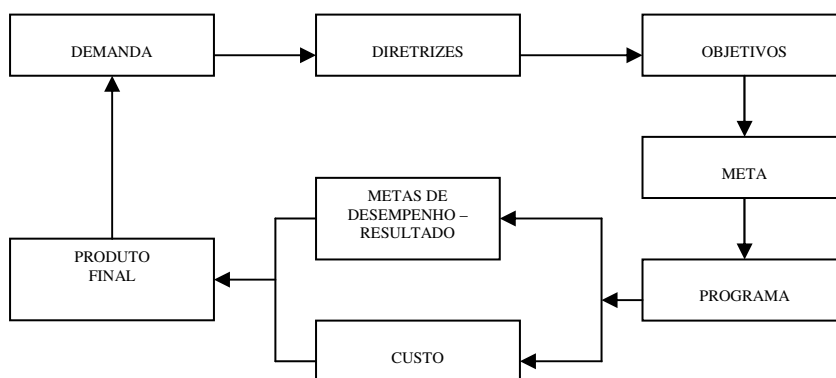 DEMANDA
DIRETRIZES
OBJETIVOS
META
METAS DE
DESEMPENHO –
RESULTADO
PRODUTO
FINAL
PROGRAMA
CUSTO